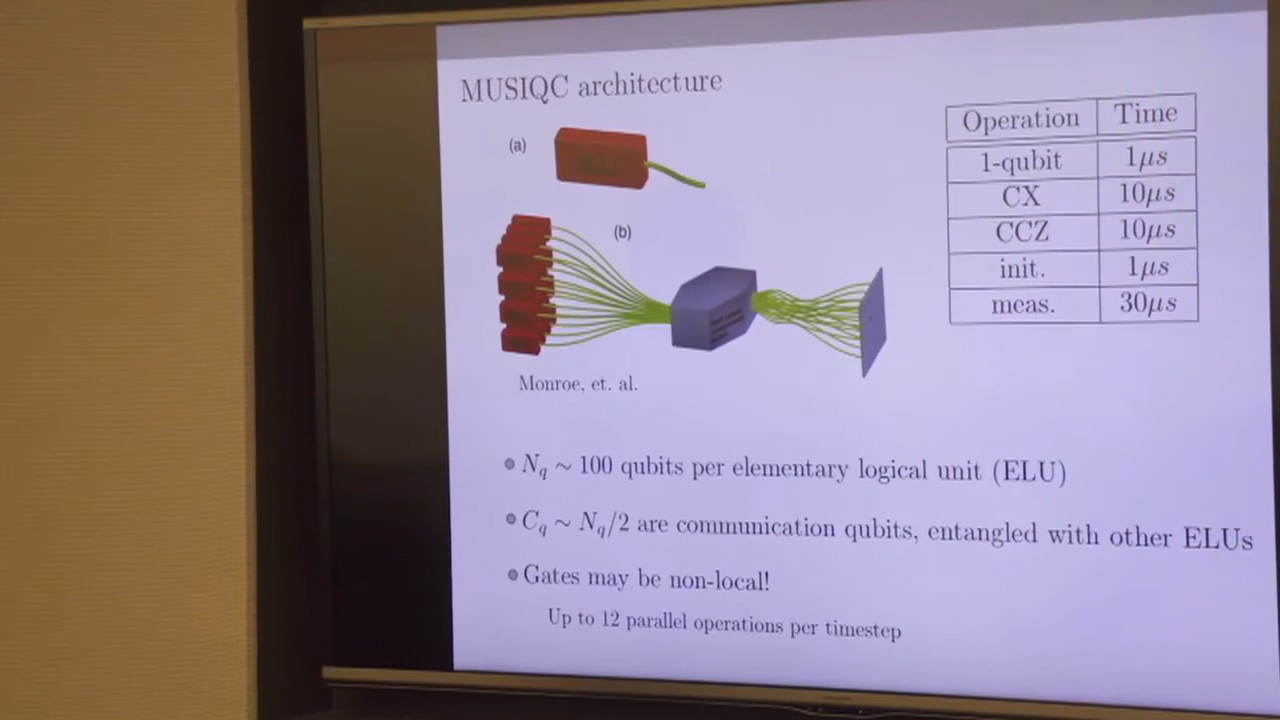 MUSIQC architecture
(a)
ELU
(b)
Monroe, et. al.
Operation Time
1-qubit 1μs
CX 10μs
CCZ 10μs
init. 1μs
meas. 30μs
N_q ~ 100 qubits per elementary logical unit (ELU)
C_q ~ N_q/2 are communication qubits, entangled with other ELUs
Gates may be non-local!
Up to 12 parallel operations per timestep